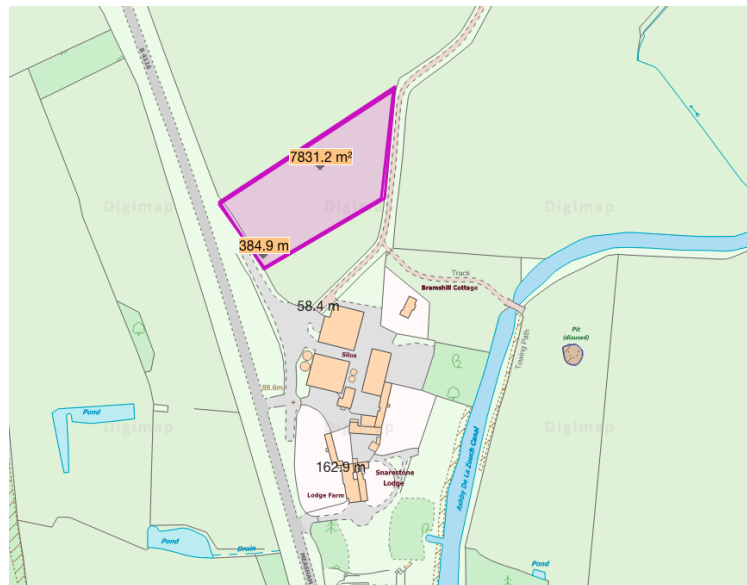 B 4116
7831.2 m²
Digimap
Digimap
Digimap
384.9 m
Track
Bramshill Cottage
58.4 m
Towing Path
Pit
(disused)
Silos
88.6m
Pond
Digimap
Digimap
Digimap
Ashby De La Zouch Canal
162.9 m
Snarestone
Lodge
Lodge Farm
Pond
Drain
MEASHAM
Pond